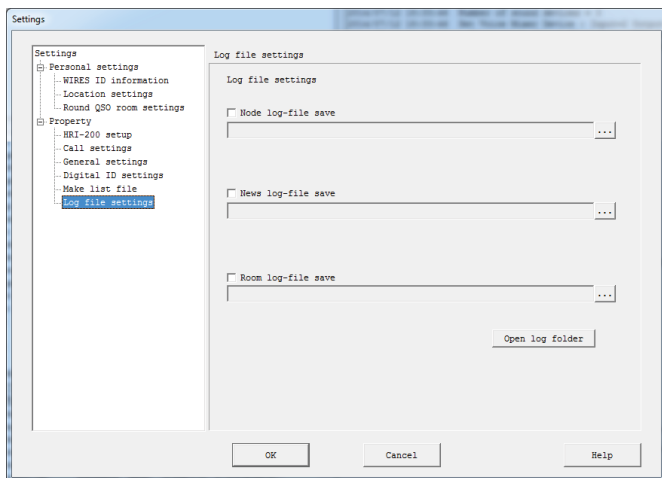 Settings
Settings
Personal settings
WIRES ID information
Location settings
Round QSO room settings
Property
HRI-200 setup
Call settings
General settings
Digital ID settings
Make list file
Log file settings
Log file settings
Log file settings
Node log-file save
...
News log-file save
...
Room log-file save
...
Open log folder
OK
Cancel
Help